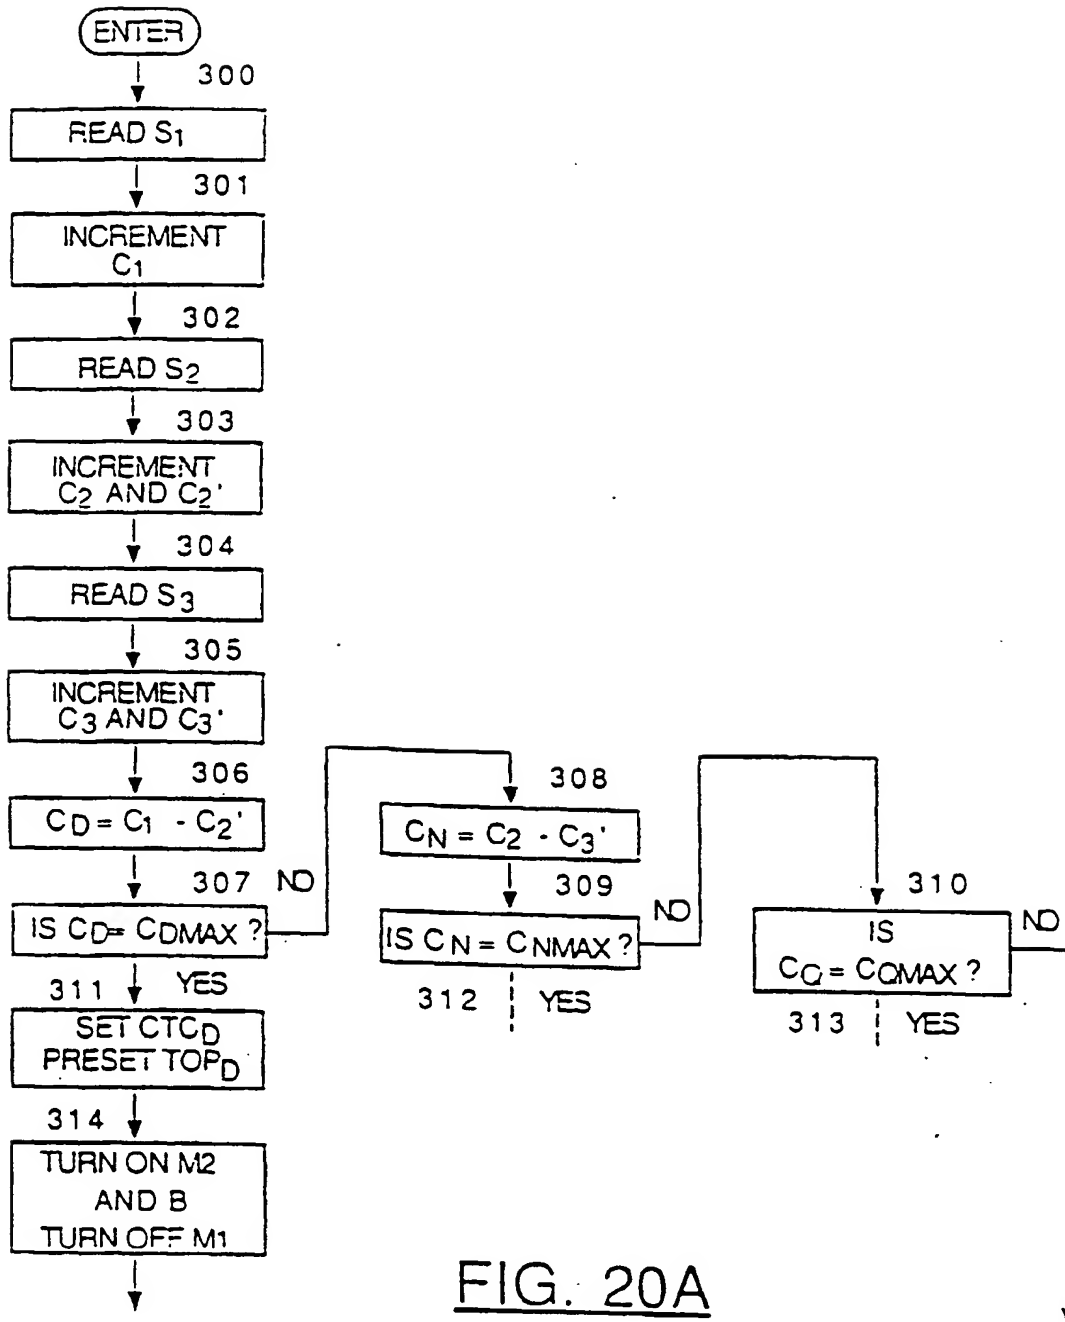 ENTER
300
READ S1
301
INCREMENT
C1
302
READ S2
303
INCREMENT
C2 AND C2'
304
READ S3
305
INCREMENT
C3 AND C3'
306
CD = C1 - C2'
307 NO
IS CD= CDMAX ?
308
CN = C2 - C3'
309
NO
IS CN = CNMAX ?
310
NO
IS
CQ = CQMAX ?
311 YES
SET CTCD
PRESET TOPD
312 YES
313 YES
314
TURN ON M2
AND B
TURN OFF M1
FIG. 20A